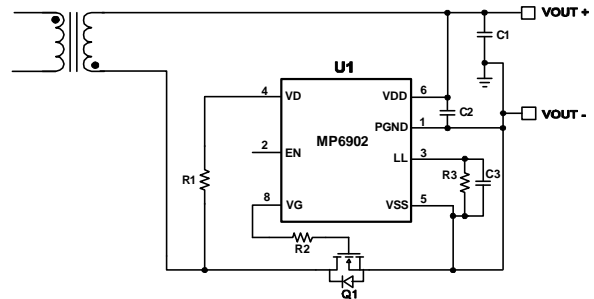 VOUT +
C1
U1
4
VD
VDD
6
C2
VOUT -
PGND
1
2
EN
MP6902
LL
3
R1
R3
C3
8
VG
VSS
5
R2
Q1